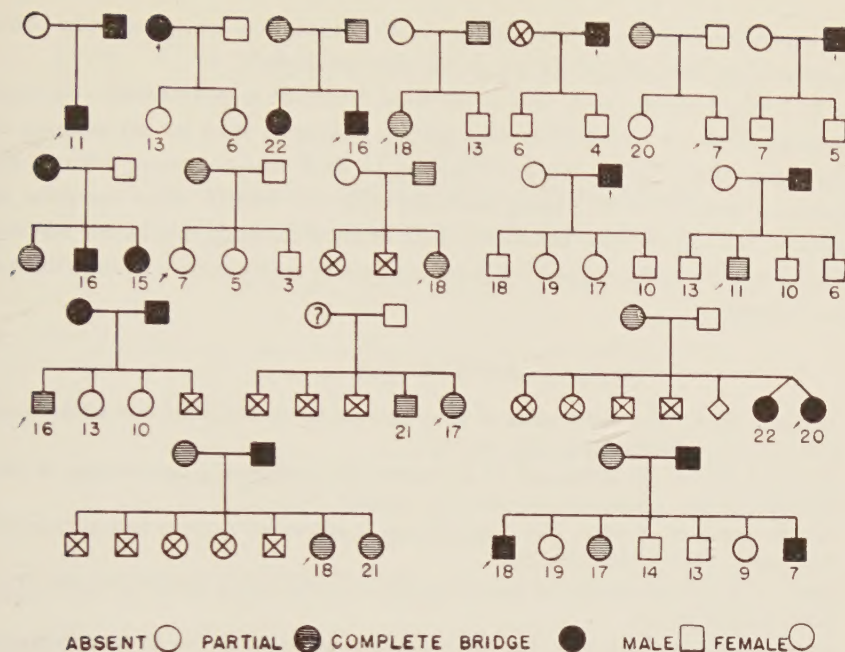 11 13 6 22 16 18 13 6 4 20 7 7 5
16 15 7 5 3 18 18 19 17 10 13 11 10 6
?
16 13 10 21 17 22 20
18 21 18 19 17 14 13 9 7
ABSENT PARTIAL COMPLETE BRIDGE MALE FEMALE